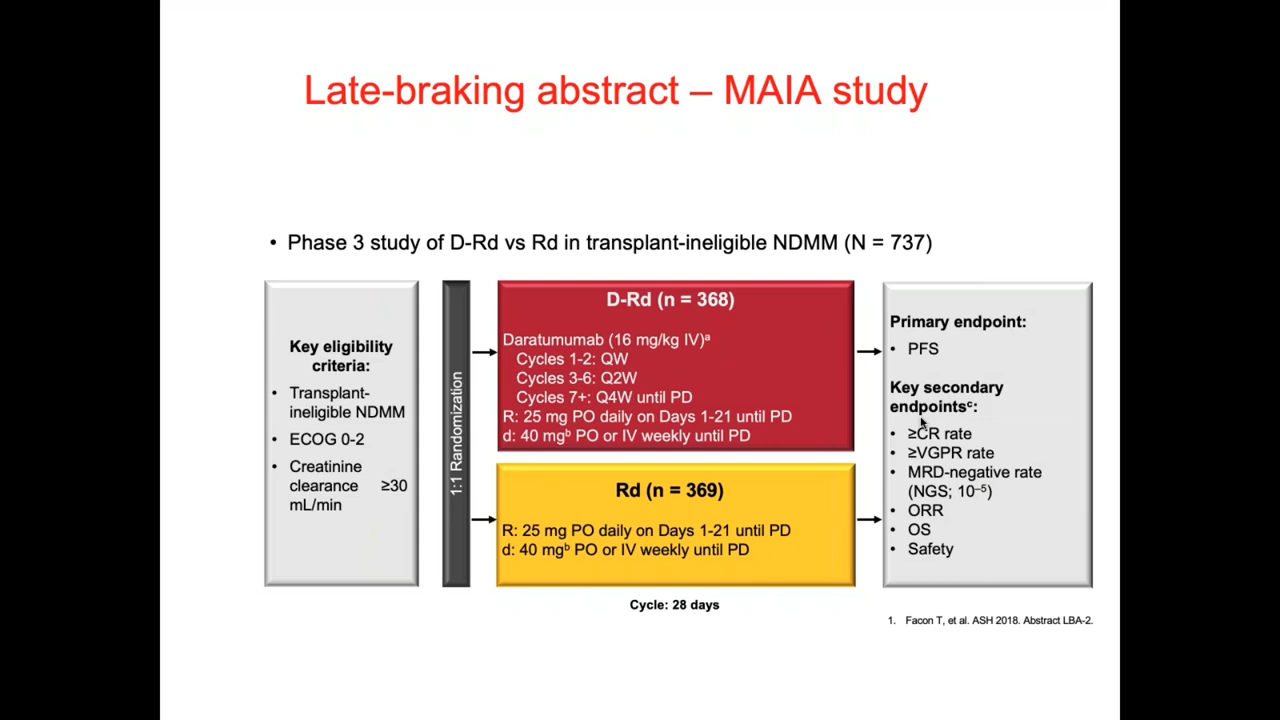 Late-braking abstract – MAIA study
• Phase 3 study of D-Rd vs Rd in transplant-ineligible NDMM (N = 737)
Key eligibility
criteria:
• Transplant-
ineligible NDMM
• ECOG 0-2
• Creatinine
clearance ≥30
mL/min
1:1 Randomization
D-Rd (n = 368)
Daratumumab (16 mg/kg IV)ᵃ
Cycles 1-2: QW
Cycles 3-6: Q2W
Cycles 7+: Q4W until PD
R: 25 mg PO daily on Days 1-21 until PD
d: 40 mgᵇ PO or IV weekly until PD
Rd (n = 369)
R: 25 mg PO daily on Days 1-21 until PD
d: 40 mgᵇ PO or IV weekly until PD
Cycle: 28 days
Primary endpoint:
• PFS
Key secondary
endpointsᶜ:
• ≥CR rate
• ≥VGPR rate
• MRD-negative rate
(NGS; 10⁻⁵)
• ORR
• OS
• Safety
1. Facon T, et al. ASH 2018. Abstract LBA-2.